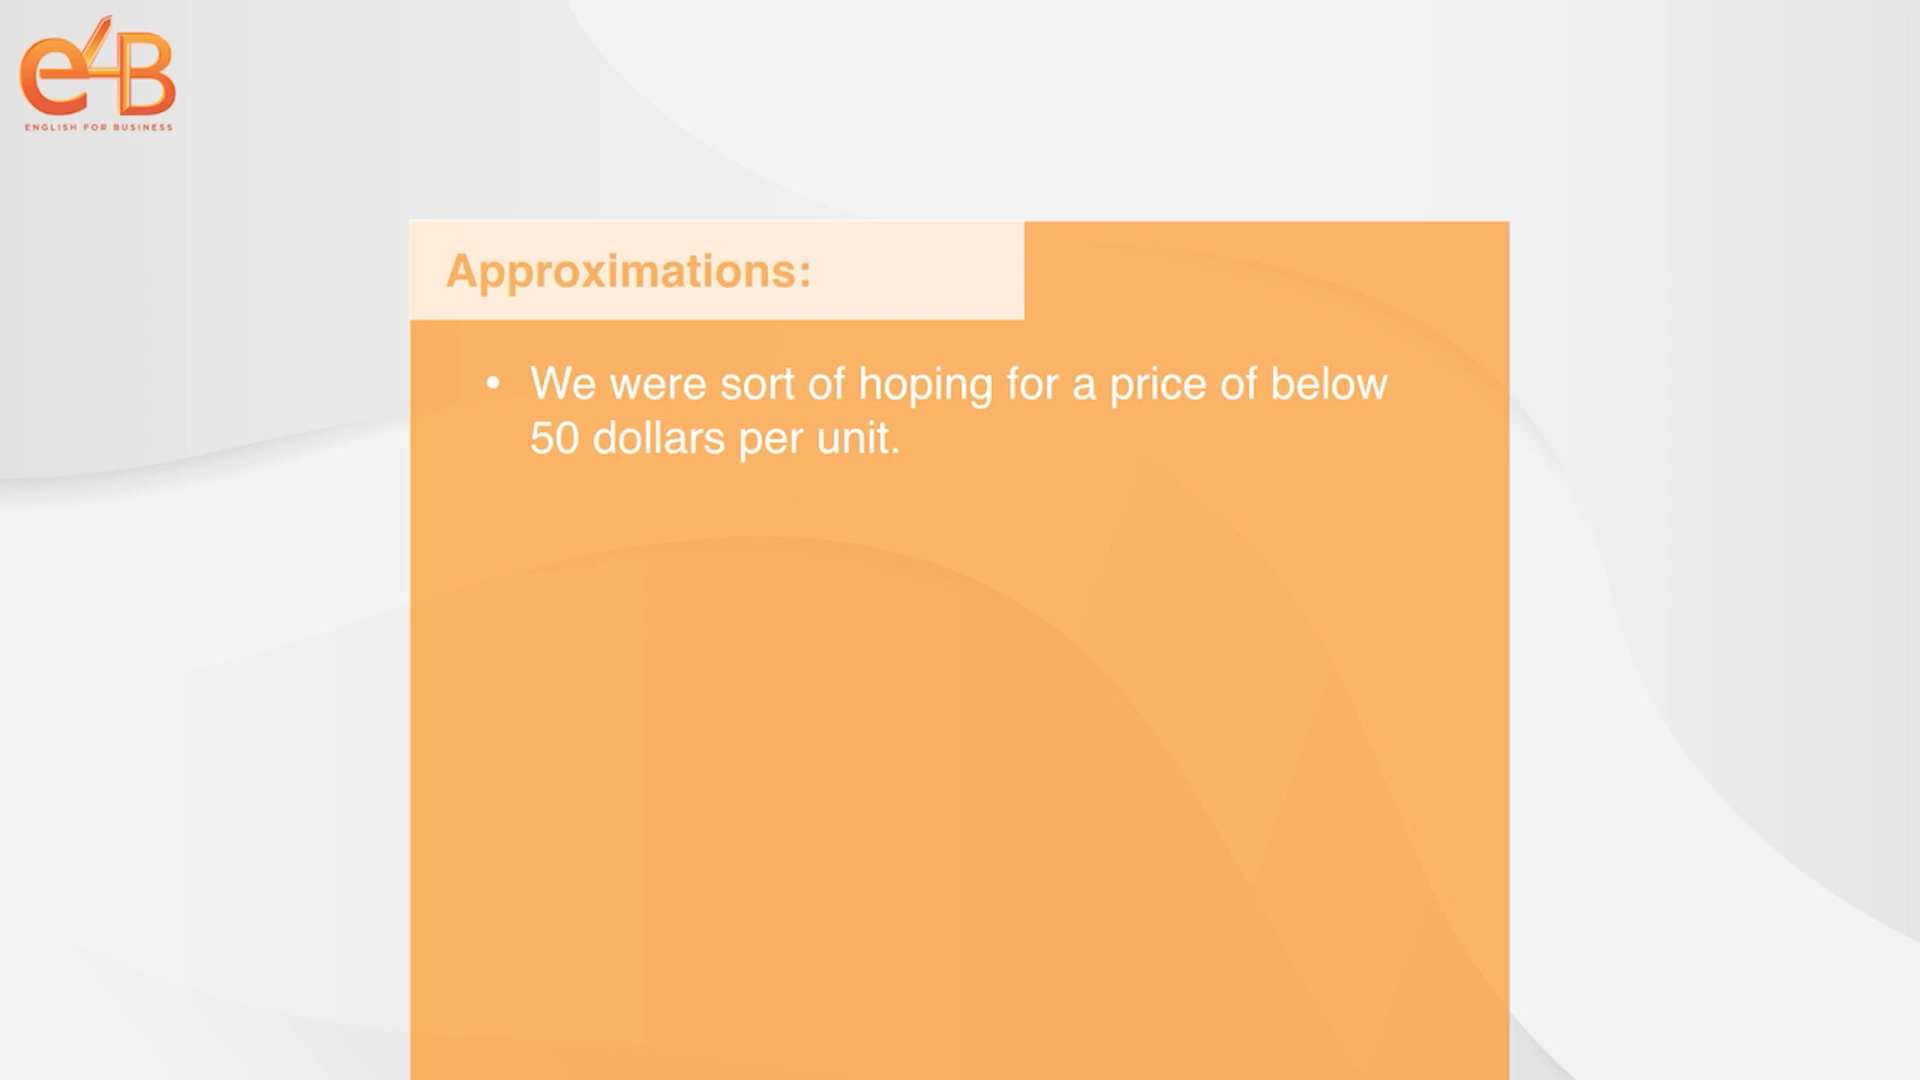 e4B
ENGLISH FOR BUSINESS
Approximations:
• We were sort of hoping for a price of below
50 dollars per unit.